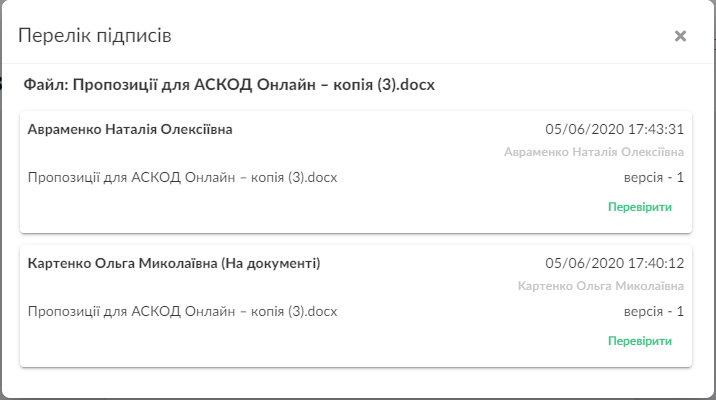 Перелік підписів
Файл: Пропозиції для АСКОД Онлайн – копія (3).docx
Авраменко Наталія Олексіївна 05/06/2020 17:43:31
Авраменко Наталія Олексіївна
Пропозиції для АСКОД Онлайн – копія (3).docx версія - 1
Перевірити
Картенко Ольга Миколаївна (На документі) 05/06/2020 17:40:12
Картенко Ольга Миколаївна
Пропозиції для АСКОД Онлайн – копія (3).docx версія - 1
Перевірити